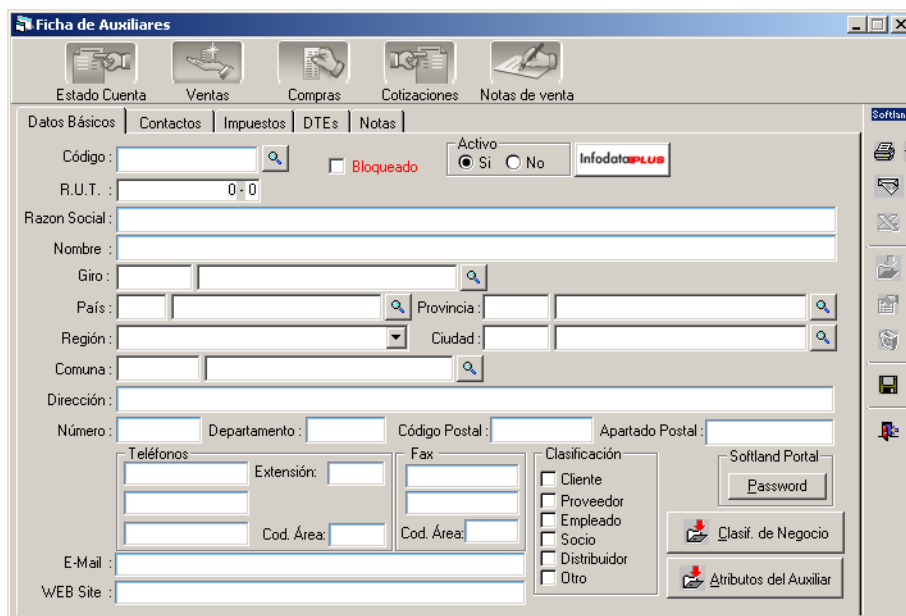 Ficha de Auxiliares
Estado Cuenta Ventas Compras Cotizaciones Notas de venta
Datos Básicos Contactos Impuestos DTEs Notas
Softlan
Código : Bloqueado Activo Si No Infodata PLUS
R.U.T. : 0 - 0
Razon Social :
Nombre :
Giro :
País : Provincia :
Región : Ciudad :
Comuna :
Dirección :
Número : Departamento : Código Postal : Apartado Postal :
Teléfonos Fax Clasificación Softland Portal
Extensión: Cliente Password
Proveedor
Empleado
Cod. Área: Cod. Área: Socio Clasif. de Negocio
Distribuidor
E-Mail : Otro Atributos del Auxiliar
WEB Site :